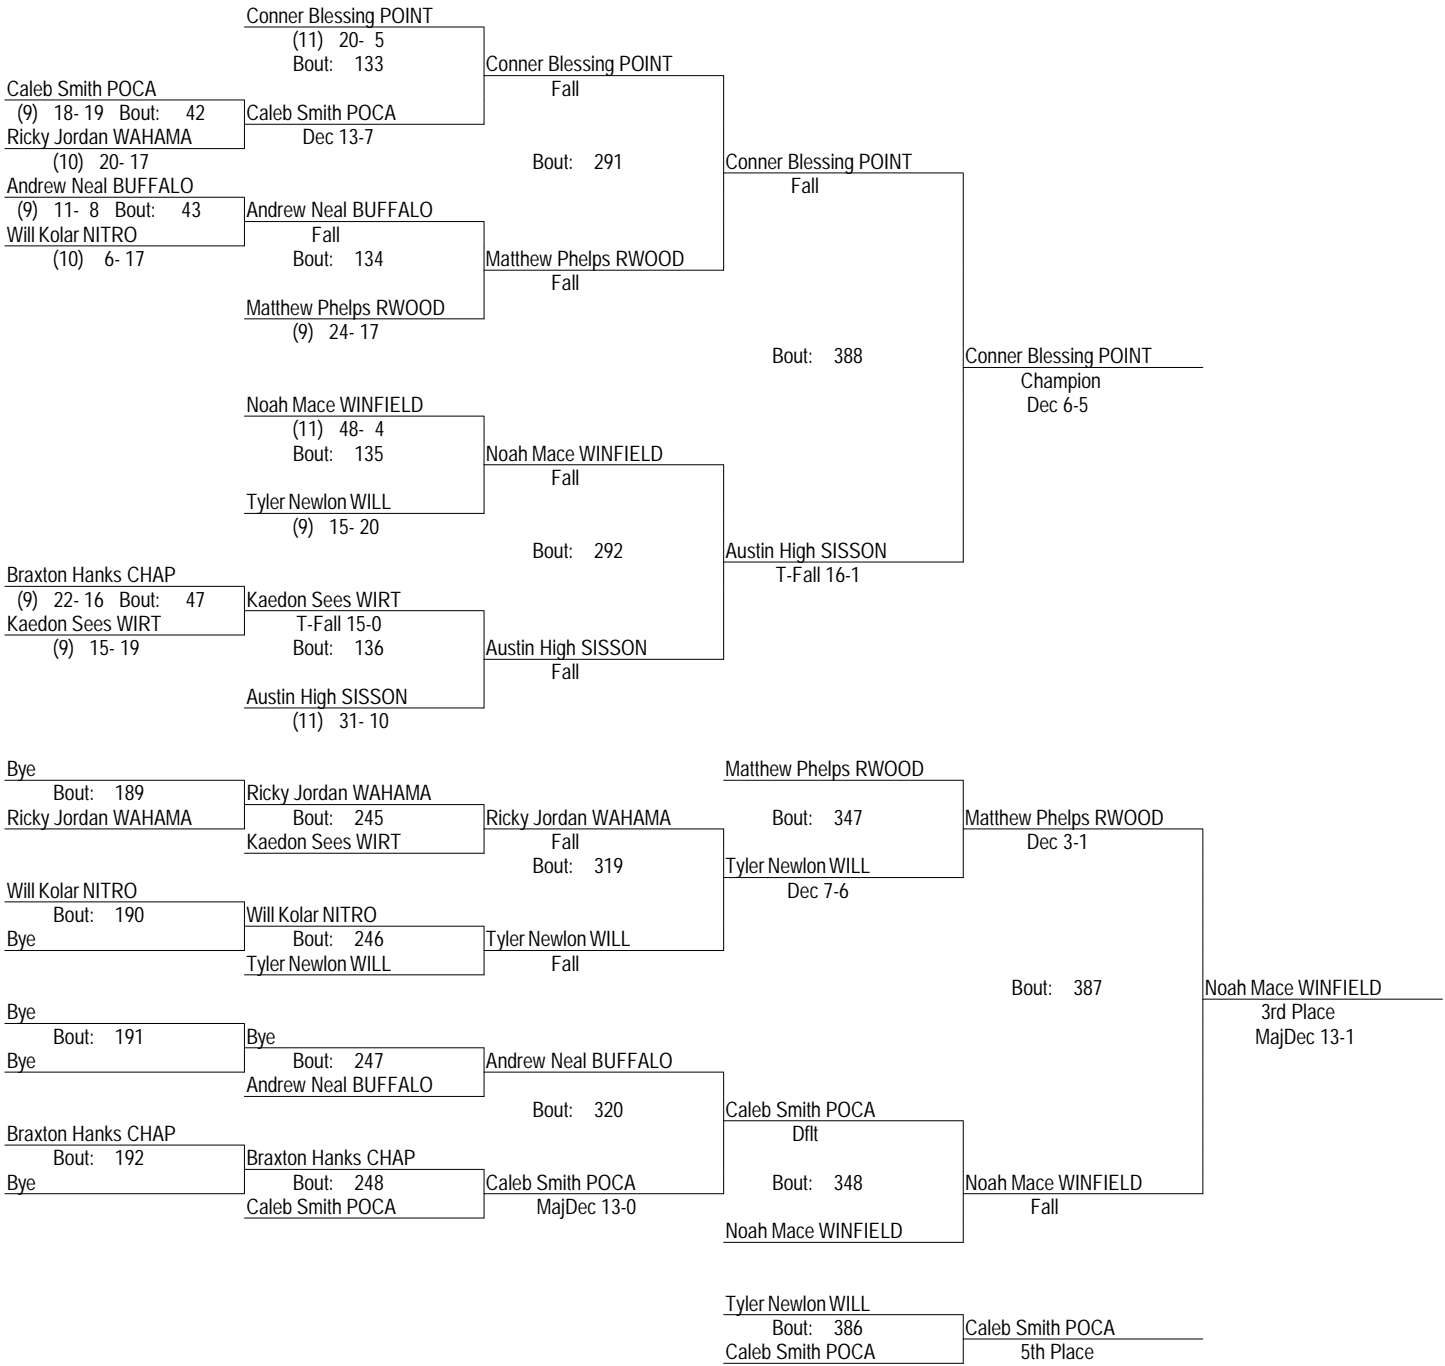 Conner Blessing POINT
(11) 20- 5
Bout: 133
Conner Blessing POINT
Fall
Caleb Smith POCA
(9) 18- 19 Bout: 42
Caleb Smith POCA
Dec 13-7
Ricky Jordan WAHAMA
(10) 20- 17
Bout: 291
Conner Blessing POINT
Fall
Andrew Neal BUFFALO
(9) 11- 8 Bout: 43
Andrew Neal BUFFALO
Fall
Will Kolar NITRO
(10) 6- 17
Bout: 134
Matthew Phelps RWOOD
Fall
Matthew Phelps RWOOD
(9) 24- 17
Bout: 388
Conner Blessing POINT
Champion
Dec 6-5
Noah Mace WINFIELD
(11) 48- 4
Bout: 135
Noah Mace WINFIELD
Fall
Tyler Newlon WILL
(9) 15- 20
Bout: 292
Austin High SISSON
T-Fall 16-1
Braxton Hanks CHAP
(9) 22- 16 Bout: 47
Kaedon Sees WIRT
T-Fall 15-0
Kaedon Sees WIRT
(9) 15- 19
Bout: 136
Austin High SISSON
Fall
Austin High SISSON
(11) 31- 10
Bye
Bout: 189
Ricky Jordan WAHAMA
Ricky Jordan WAHAMA
Bout: 245
Kaedon Sees WIRT
Ricky Jordan WAHAMA
Fall
Bout: 319
Matthew Phelps RWOOD
Bout: 347
Matthew Phelps RWOOD
Dec 3-1
Tyler Newlon WILL
Dec 7-6
Will Kolar NITRO
Bout: 190
Bye
Will Kolar NITRO
Bout: 246
Tyler Newlon WILL
Tyler Newlon WILL
Fall
Bout: 387
Noah Mace WINFIELD
3rd Place
MajDec 13-1
Bye
Bout: 191
Bye
Bye
Bout: 247
Andrew Neal BUFFALO
Andrew Neal BUFFALO
Bout: 320
Caleb Smith POCA
Dflt
Braxton Hanks CHAP
Bout: 192
Bye
Braxton Hanks CHAP
Bout: 248
Caleb Smith POCA
Caleb Smith POCA
MajDec 13-0
Bout: 348
Noah Mace WINFIELD
Fall
Noah Mace WINFIELD
Tyler Newlon WILL
Bout: 386
Caleb Smith POCA
Caleb Smith POCA
5th Place